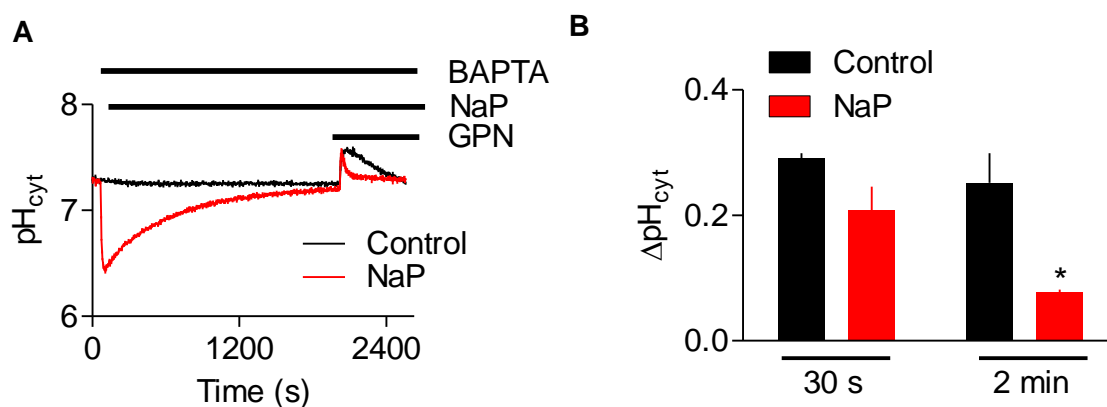 A
BAPTA
NaP
GPN
8
7
6
pHcyt
Control
NaP
0
1200
2400
Time (s)
B
Control
NaP
0.4
0.2
0.0
ΔpHcyt
*
30 s
2 min